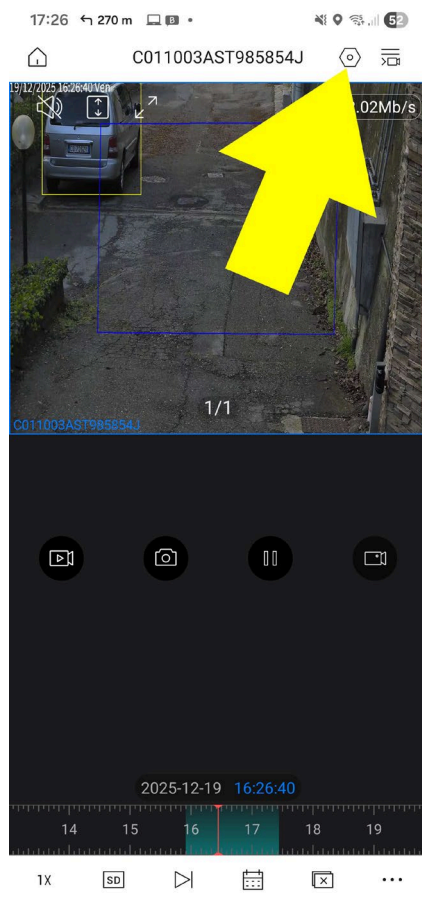 17:26 270 m B 52
C011003AST985854J
19/12/2025 16:26:40 Ven
.02Mb/s
1/1
C011003AST985854J
2025-12-19 16:26:40
14 15 16 17 18 19
1X SD